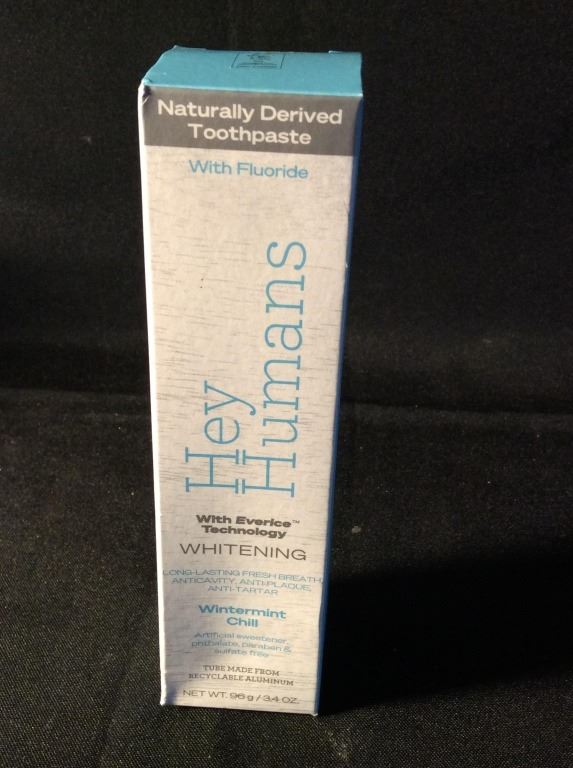 Naturally Derived
Toothpaste
With Fluoride
Hey
Humans
With Everice™
Technology
WHITENING
LONG-LASTING FRESH BREATH,
ANTICAVITY, ANTI-PLAQUE,
ANTI-TARTAR
Wintermint
Chill
Artificial sweetener,
phthalate, paraben &
sulfate free
TUBE MADE FROM
RECYCLABLE ALUMINUM
NET WT. 96 g / 3.4 OZ.